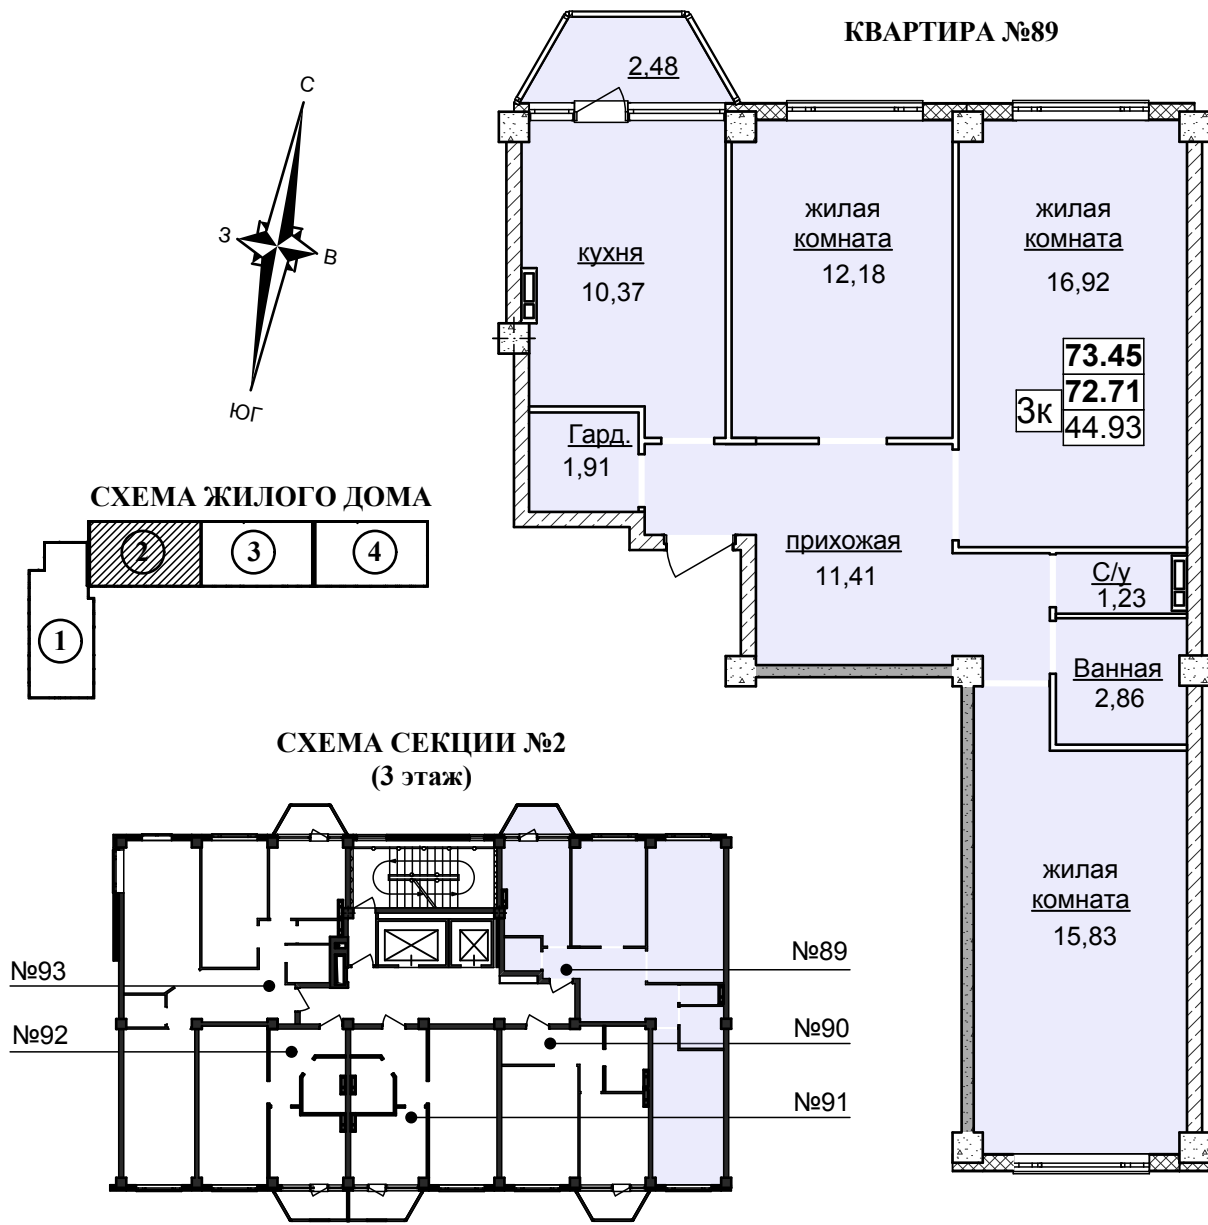 КВАРТИРА №89
2,48
С
З
В
ЮГ
кухня
10,37
жилая
комната
12,18
жилая
комната
16,92
73.45
3к
72.71
44.93
Гард.
1,91
прихожая
11,41
С/у
1,23
Ванная
2,86
жилая
комната
15,83
СХЕМА ЖИЛОГО ДОМА
2
3
4
1
СХЕМА СЕКЦИИ №2
(3 этаж)
№93
№92
№89
№90
№91